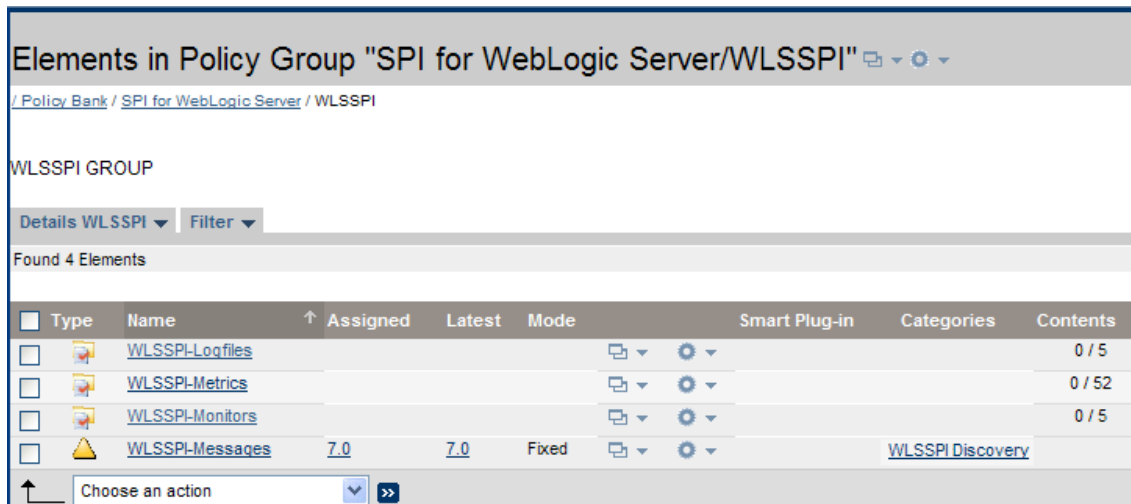 Elements in Policy Group "SPI for WebLogic Server/WLSSPI"
/ Policy Bank / SPI for WebLogic Server / WLSSPI
WLSSPI GROUP
Details WLSSPI Filter
Found 4 Elements
Type Name Assigned Latest Mode Smart Plug-in Categories Contents
WLSSPI-Logfiles 0 / 5
WLSSPI-Metrics 0 / 52
WLSSPI-Monitors 0 / 5
WLSSPI-Messages 7.0 7.0 Fixed WLSSPI Discovery
Choose an action